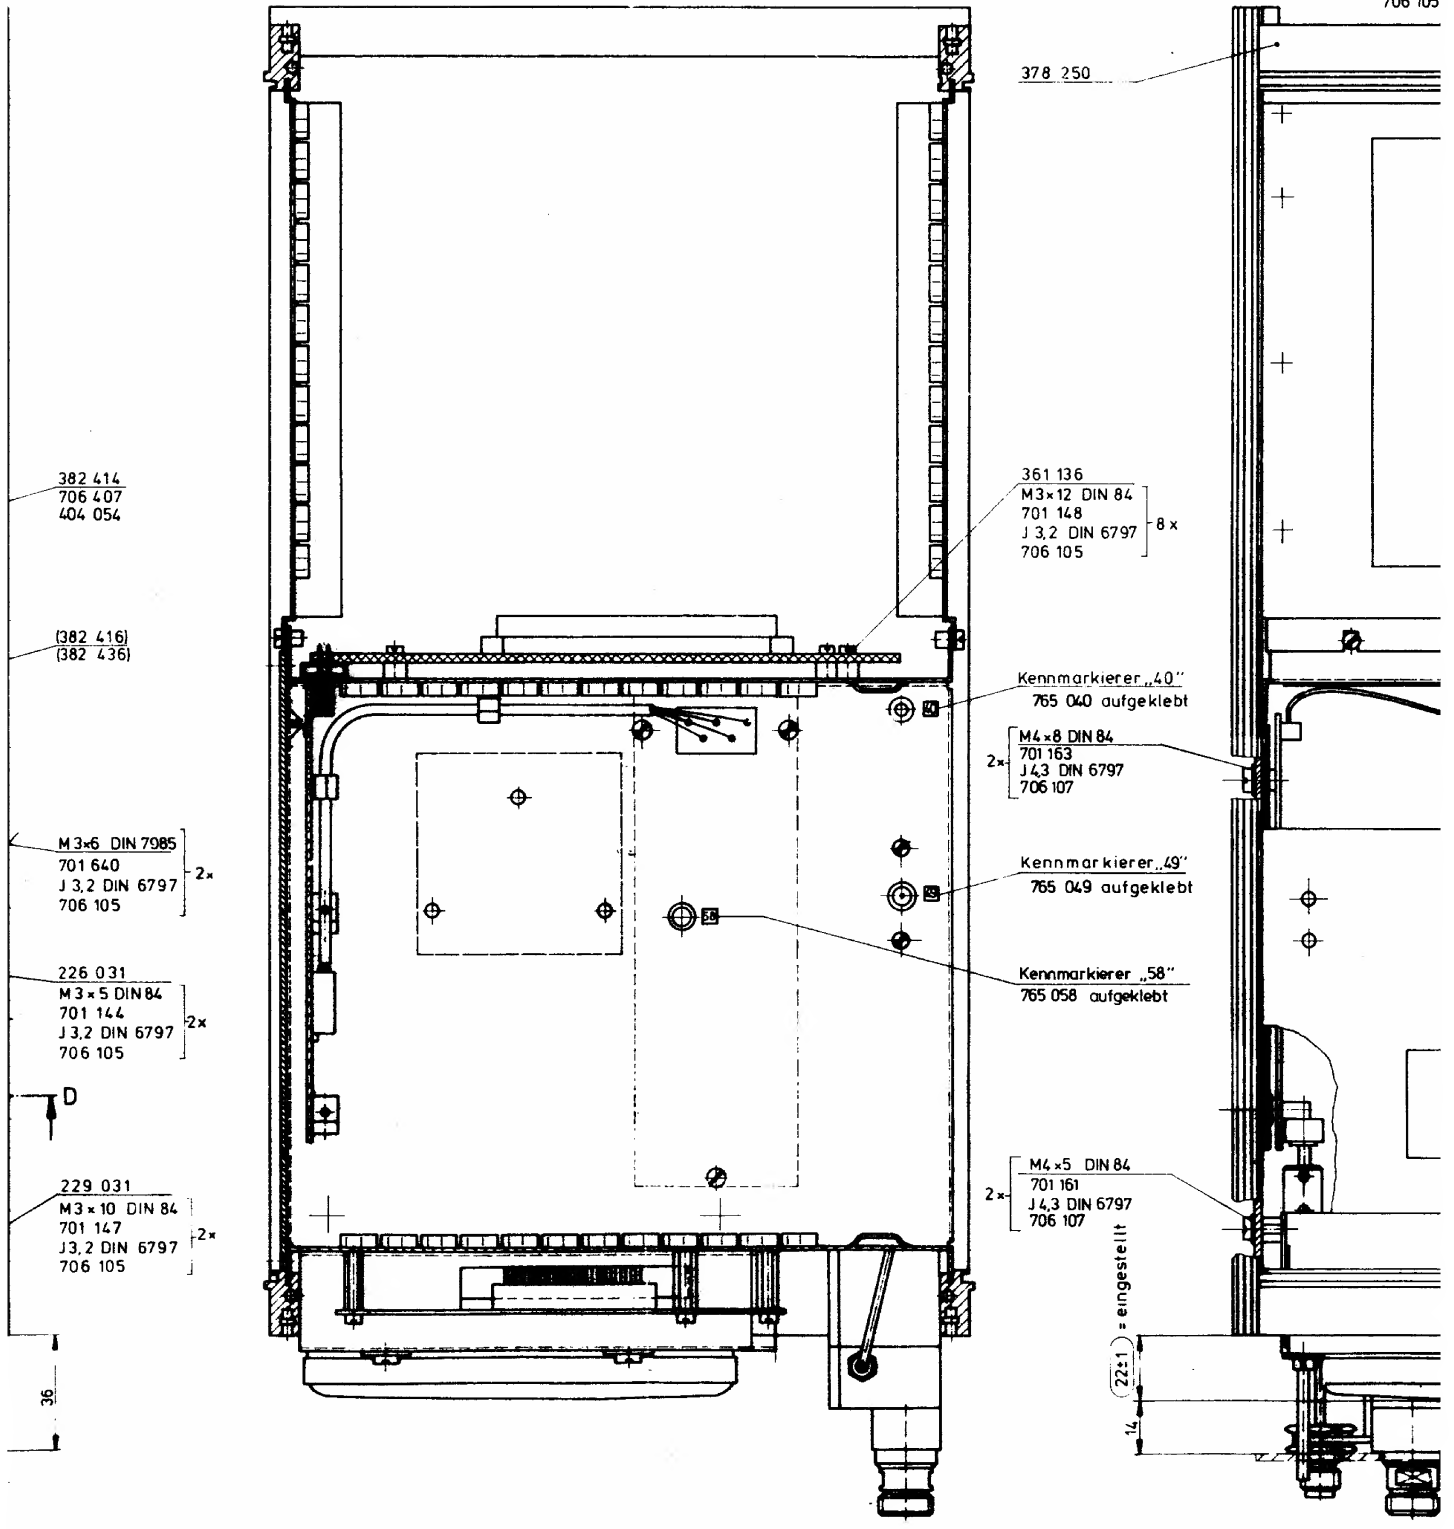 706 105
378 250
382 414
706 407
404 054
361 136
M3×12 DIN 84
701 148
J 3,2 DIN 6797
706 105
8 x
(382 416)
(382 436)
Kennmarkierer „40"
765 040 aufgeklebt
40
M4×8 DIN 84
701 163
J 4,3 DIN 6797
706 107
2x
M 3×6 DIN 7985
701 640
J 3,2 DIN 6797
706 105
2×
Kennmarkierer „49"
765 049 aufgeklebt
49
58
226 031
M 3 × 5 DIN 84
701 144
J 3,2 DIN 6797
706 105
2x
Kennmarkierer „58"
765 058 aufgeklebt
D
229 031
M3 × 10 DIN 84
701 147
J 3,2 DIN 6797
706 105
2×
M4 ×5 DIN 84
701 161
J 4,3 DIN 6797
706 107
2×
22±1 = eingestellt
36
14